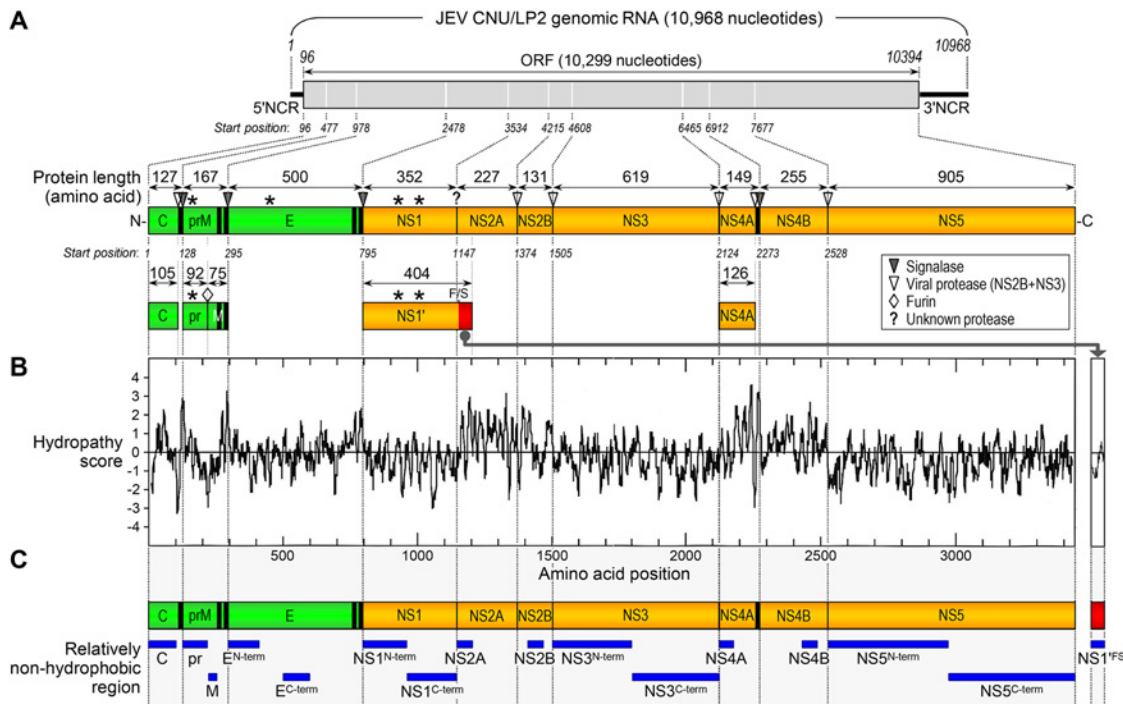 A
JEV CNU/LP2 genomic RNA (10,968 nucleotides)
1
96
ORF (10,299 nucleotides)
10394
10968
5'NCR
3'NCR
Start position: 96 477 978 2478 3534 4215 4608 6465 6912 7677
Protein length (amino acid)
127 167 500 352 227 131 619 149 255 905
* * * * ?
N- C prM E NS1 NS2A NS2B NS3 NS4A NS4B NS5 -C
Start position: 1 128 295 795 1147 1374 1505 2124 2273 2528
105 92 75 404 126
* * * F/S
C pr M NS1' NS4A
Signalase
Viral protease (NS2B+NS3)
Furin
? Unknown protease
B
Hydropathy score
4
3
2
1
0
-1
-2
-3
-4
500 1000 1500 2000 2500 3000
Amino acid position
C
C prM E NS1 NS2A NS2B NS3 NS4A NS4B NS5
Relatively non-hydrophobic region
C pr E^N-term NS1^N-term NS2A NS2B NS3^N-term NS4A NS4B NS5^N-term NS1'^FS
M E^C-term NS1^C-term NS3^C-term NS5^C-term